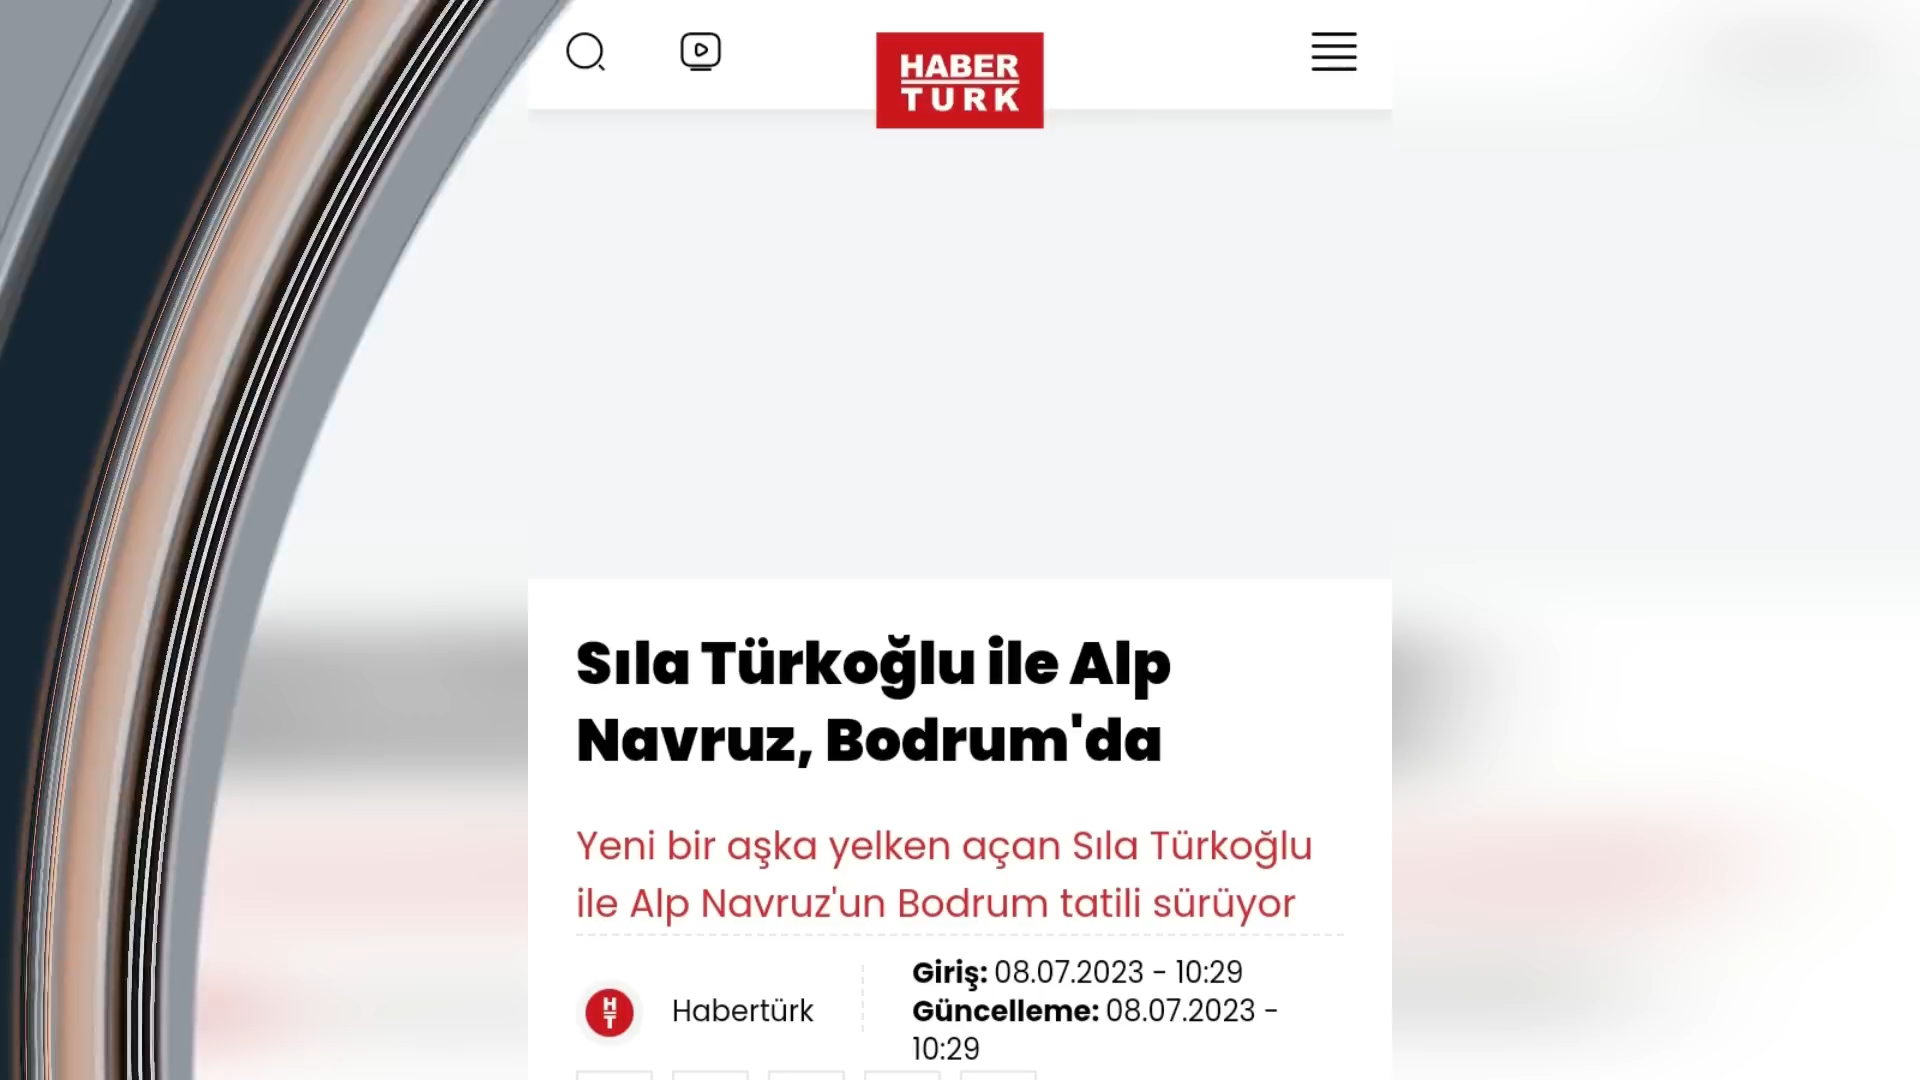 HABER
TURK
Sıla Türkoğlu ile Alp
Navruz, Bodrum'da
Yeni bir aşka yelken açan Sıla Türkoğlu
ile Alp Navruz'un Bodrum tatili sürüyor
Giriş: 08.07.2023 - 10:29
HT Habertürk
Güncelleme: 08.07.2023 -
10:29